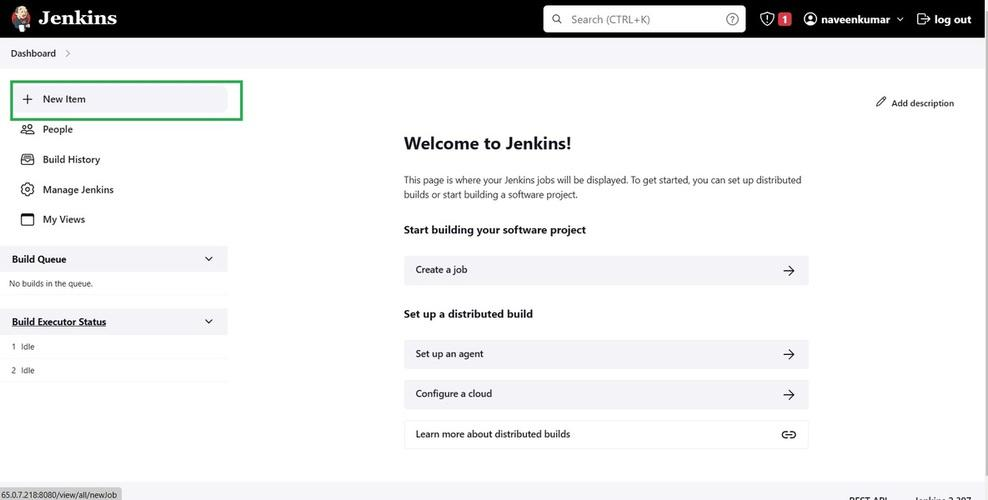 Jenkins
Search (CTRL+K)
1
naveenkumar
log out
Dashboard
New Item
People
Build History
Manage Jenkins
My Views
Build Queue
No builds in the queue.
Build Executor Status
1 Idle
2 Idle
Add description
Welcome to Jenkins!
This page is where your Jenkins jobs will be displayed. To get started, you can set up distributed
builds or start building a software project.
Start building your software project
Create a job
Set up a distributed build
Set up an agent
Configure a cloud
Learn more about distributed builds
65.0.7.218:8080/view/all/newJob
REST API
Jenkins 2.397